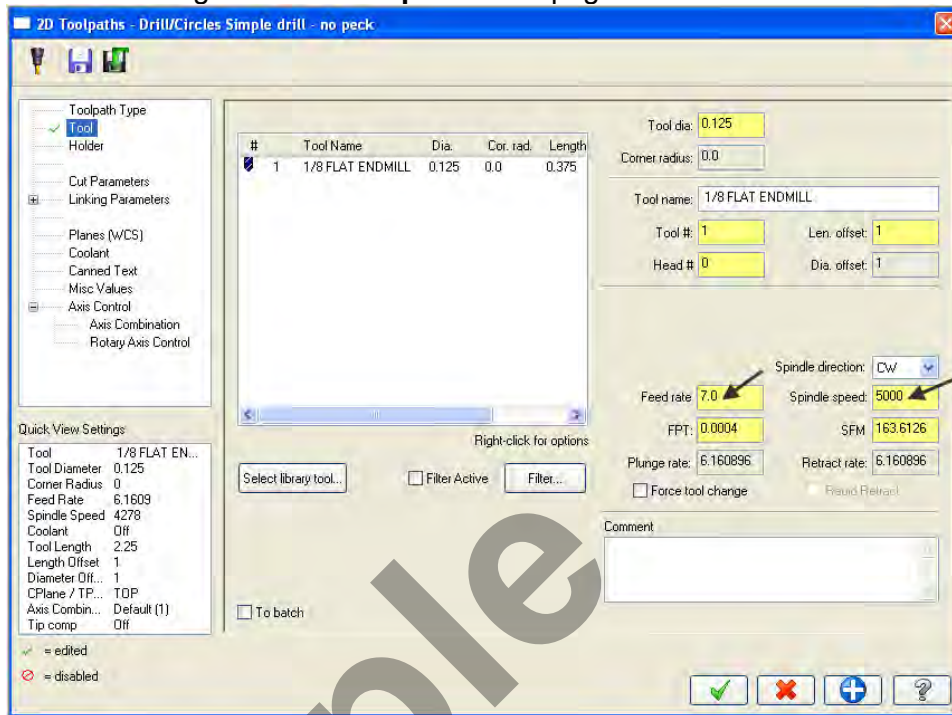 2D Toolpaths - Drill/Circles Simple drill - no peck
Toolpath Type
Tool
Holder
Cut Parameters
Linking Parameters
Planes (WCS)
Coolant
Canned Text
Misc Values
Axis Control
Axis Combination
Rotary Axis Control
Quick View Settings
Tool 1/8 FLAT EN...
Tool Diameter 0.125
Corner Radius 0
Feed Rate 6.1609
Spindle Speed 4278
Coolant Off
Tool Length 2.25
Length Offset 1
Diameter Off... 1
CPlane / TP... TOP
Axis Combin... Default (1)
Tip comp Off
= edited
= disabled
# Tool Name Dia. Cor. rad. Length
1 1/8 FLAT ENDMILL 0.125 0.0 0.375
Right-click for options
Select library tool...
Filter Active
Filter...
To batch
Tool dia: 0.125
Corner radius: 0.0
Tool name: 1/8 FLAT ENDMILL
Tool #: 1 Len. offset: 1
Head # 0 Dia. offset: 1
Spindle direction: CW
Feed rate 7.0 Spindle speed: 5000
FPT: 0.0004 SFM 163.6126
Plunge rate: 6.160896 Retract rate: 6.160896
Force tool change Rapid Retract
Comment